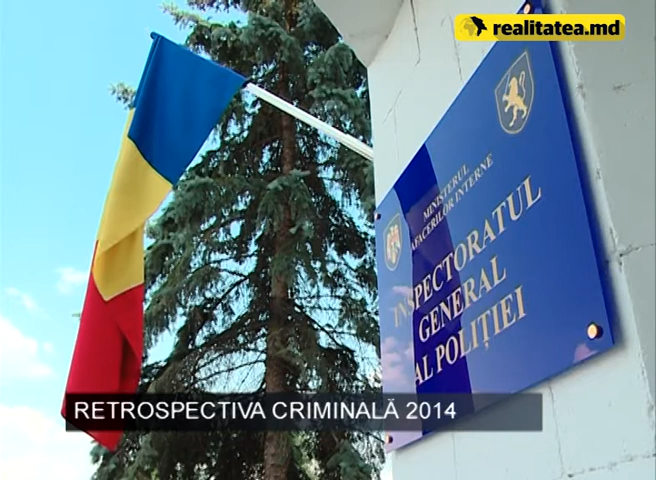 realitatea.md
MINISTERUL
AFACERILOR INTERNE
INSPECTORATUL
GENERAL
AL POLIȚIEI
RETROSPECTIVA CRIMINALĂ 2014